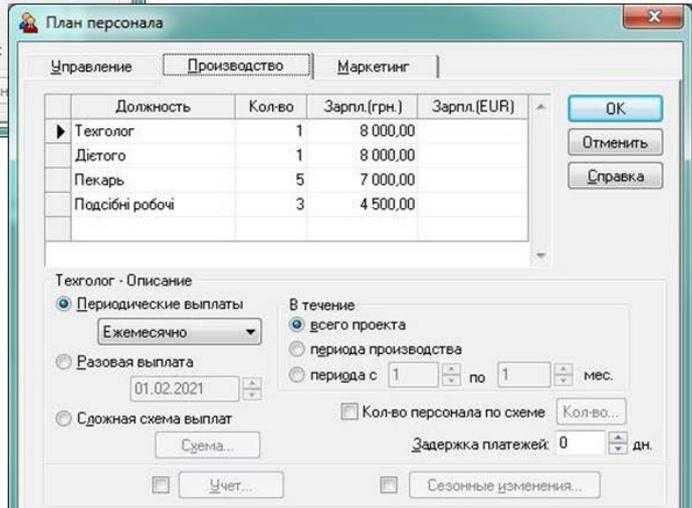 План персонала
Управление Производство Маркетинг
Должность Кол-во Зарпл.(грн.) Зарпл.(EUR)
Техголог 1 8 000,00
Дієтого 1 8 000,00
Пекарь 5 7 000,00
Подсібні робочі 3 4 500,00
OK
Отменить
Справка
Техголог - Описание
Периодические выплаты
Ежемесячно
Разовая выплата
01.02.2021
Сложная схема выплат
Схема...
В течение
всего проекта
периода производства
периода с 1 по 1 мес.
Кол-во персонала по схеме Кол-во...
Задержка платежей: 0 дн.
Учет... Сезонные изменения...